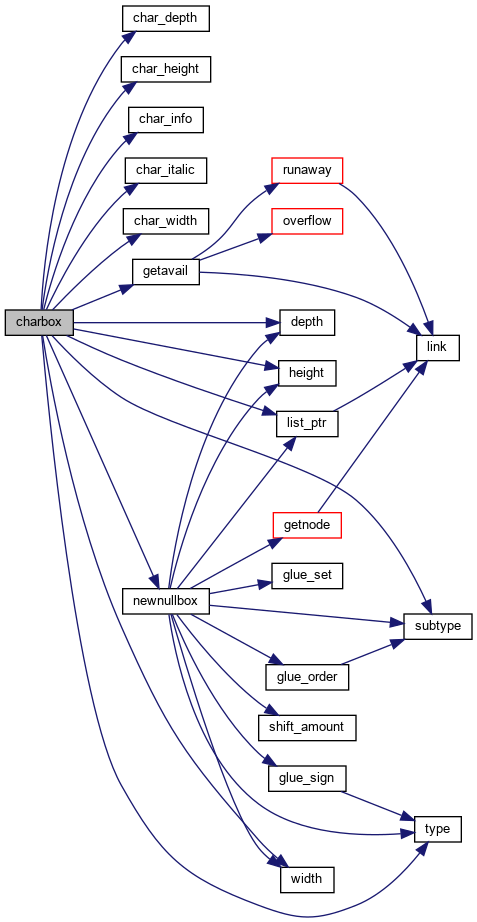 char_depth
char_height
char_info
char_italic
runaway
char_width
overflow
getavail
charbox
depth
link
height
list_ptr
getnode
glue_set
newnullbox
subtype
glue_order
shift_amount
glue_sign
type
width